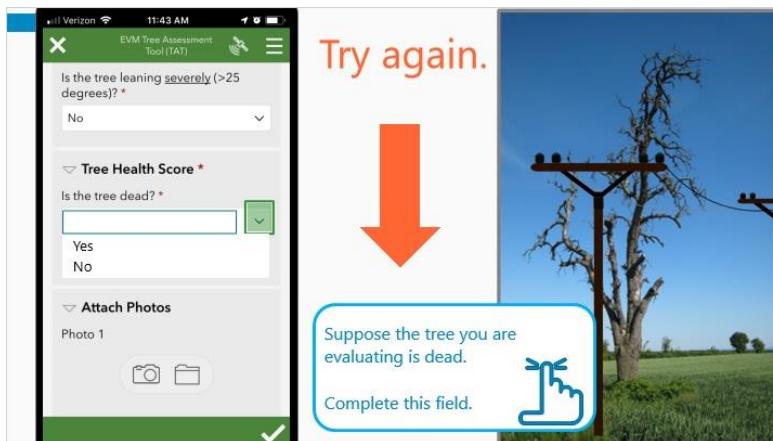 Verizon 11:43 AM
EVM Tree Assessment
Tool (TAT)
Is the tree leaning severely (>25
degrees)? *
No
Tree Health Score *
Is the tree dead? *
Yes
No
Attach Photos
Photo 1
Try again.
Suppose the tree you are
evaluating is dead.
Complete this field.